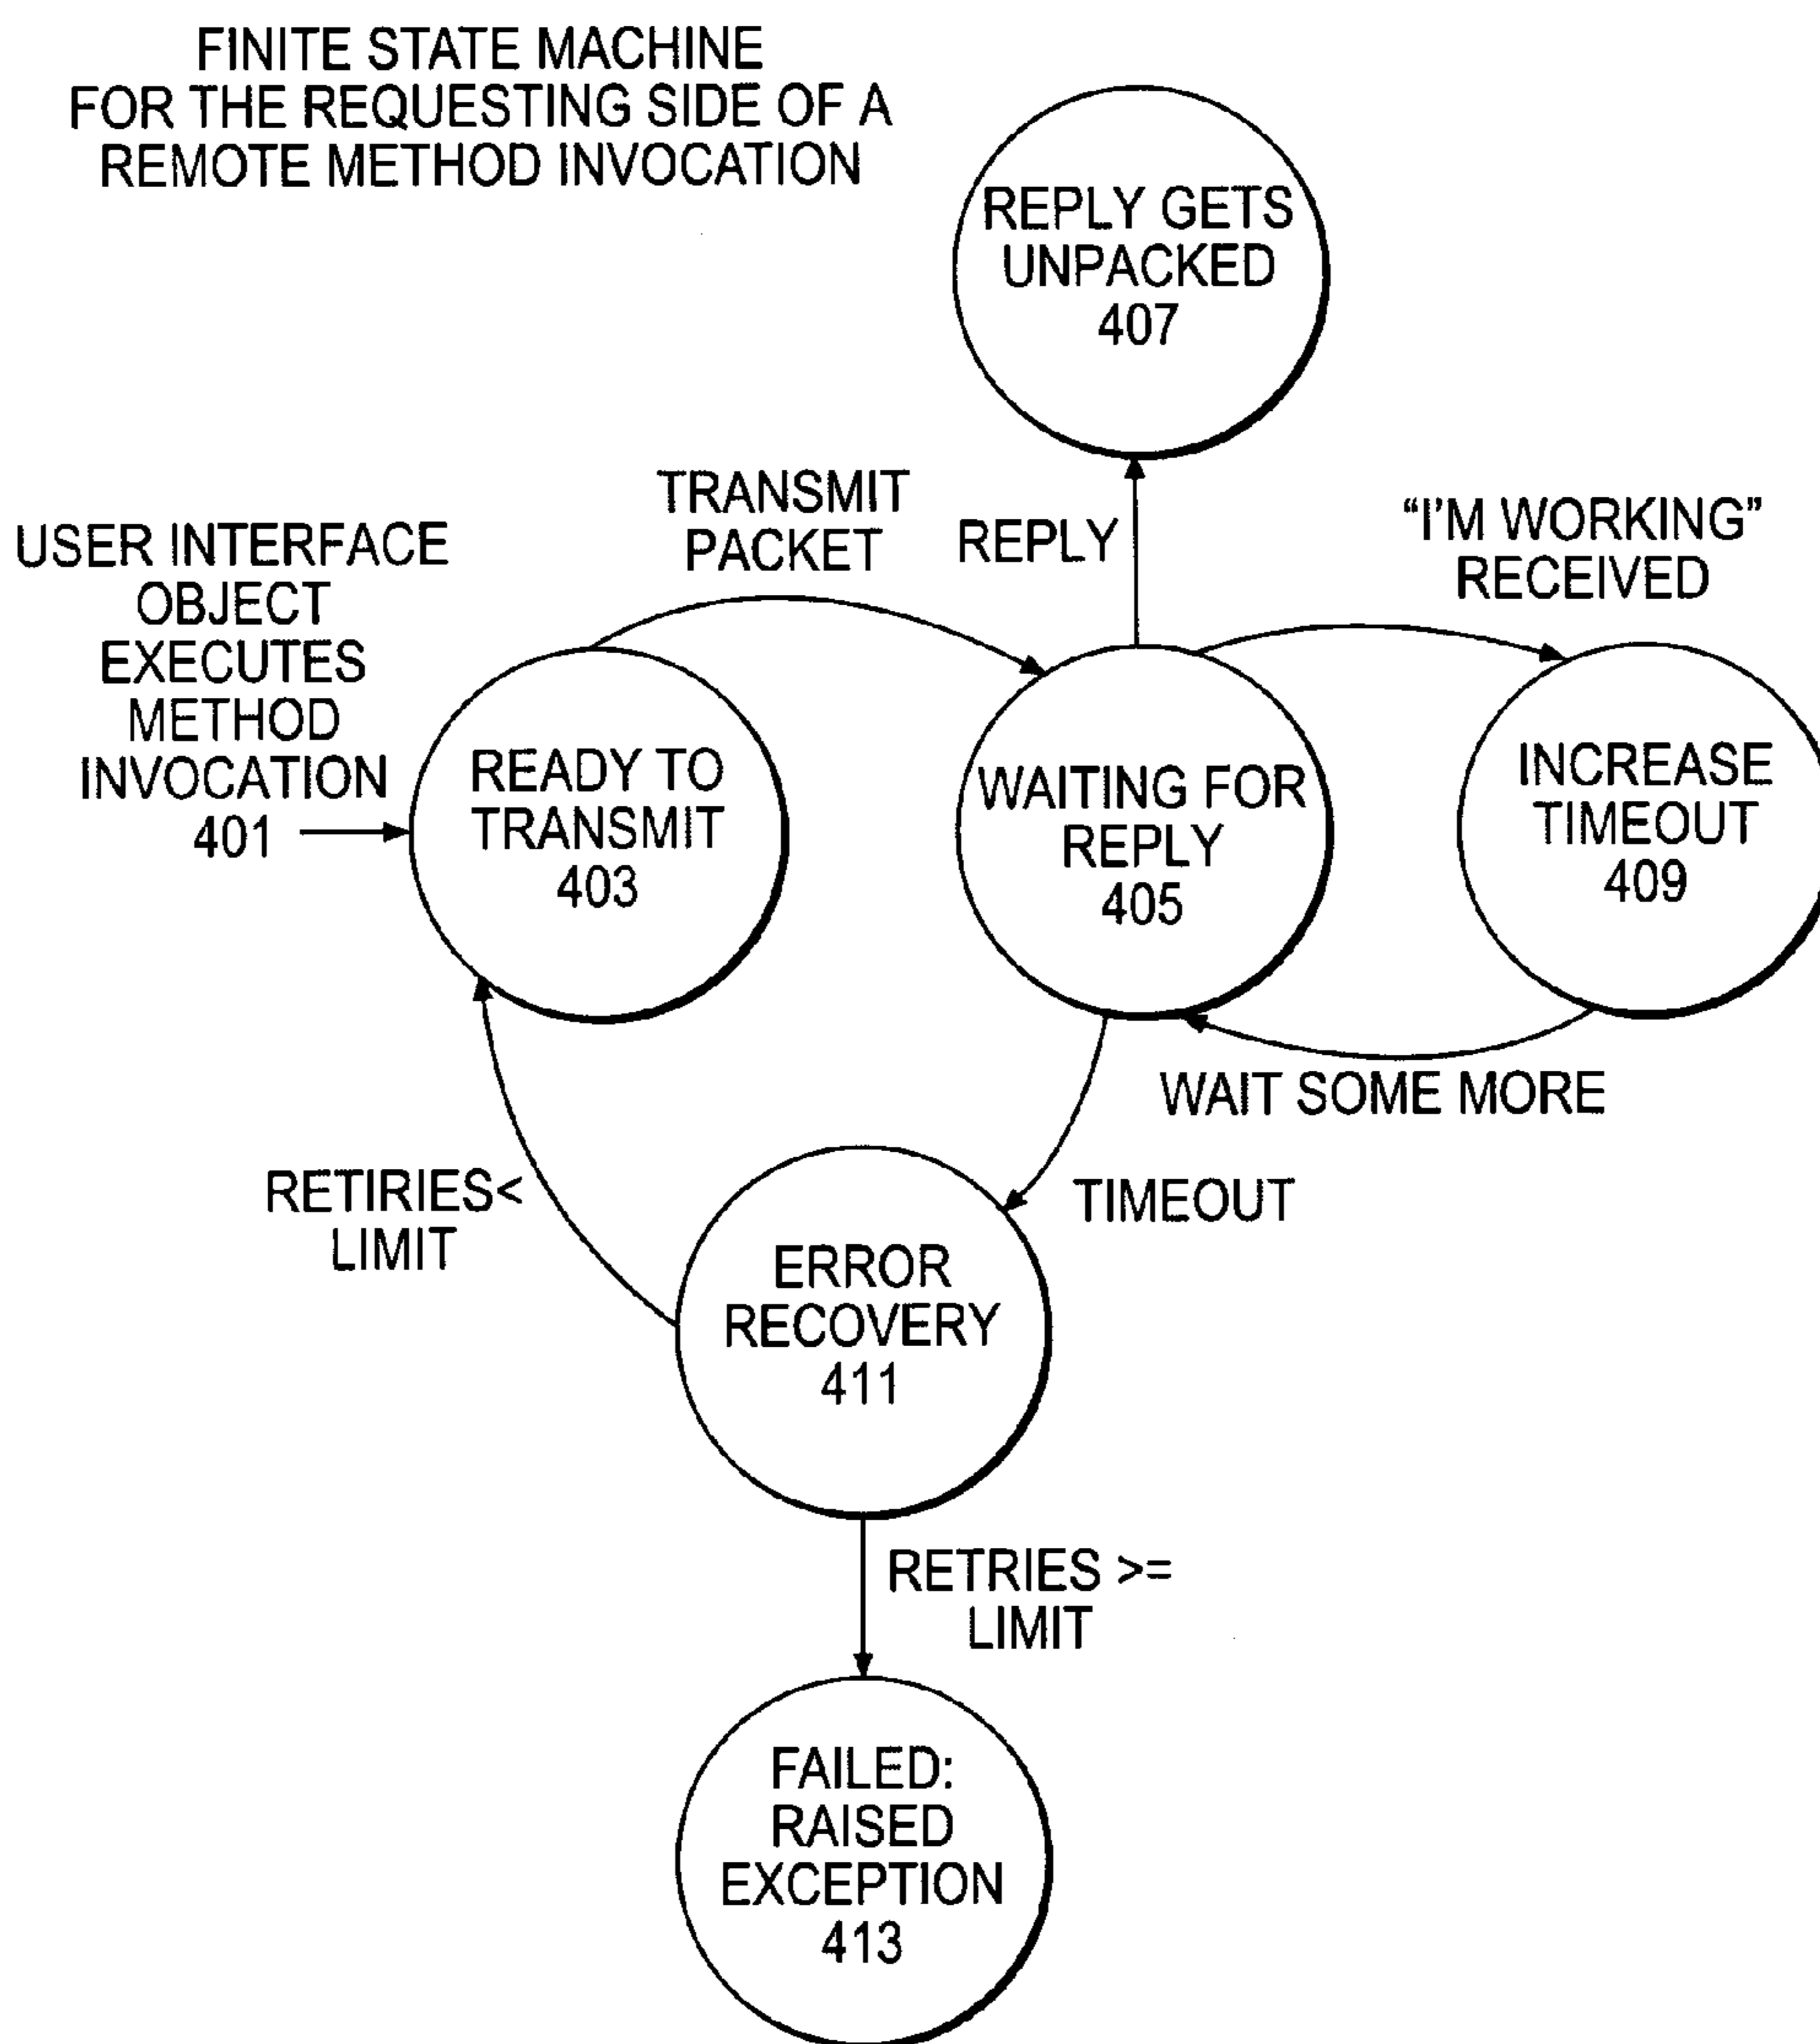 FINITE STATE MACHINE
FOR THE REQUESTING SIDE OF A
REMOTE METHOD INVOCATION
REPLY GETS
UNPACKED
407
TRANSMIT
PACKET
REPLY
“I’M WORKING”
RECEIVED
USER INTERFACE
OBJECT
EXECUTES
METHOD
INVOCATION
401
READY TO
TRANSMIT
403
WAITING FOR
REPLY
405
INCREASE
TIMEOUT
409
WAIT SOME MORE
RETIRIES<
LIMIT
TIMEOUT
ERROR
RECOVERY
411
RETRIES >=
LIMIT
FAILED:
RAISED
EXCEPTION
413